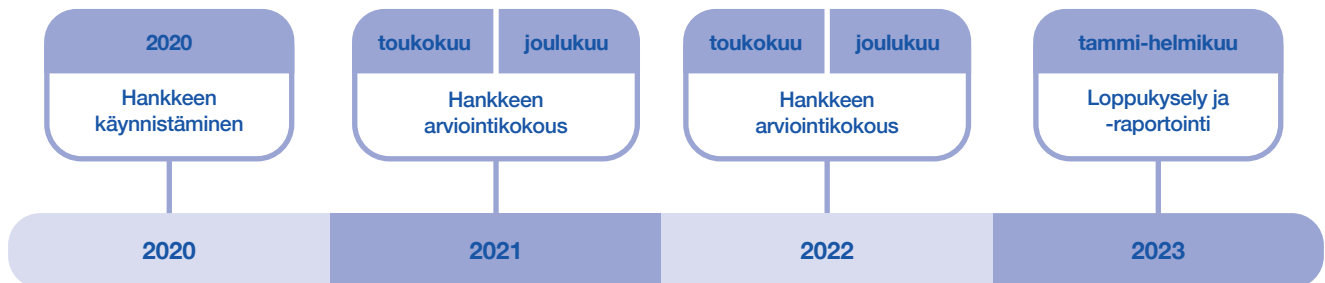 2020
Hankkeen
käynnistäminen
toukokuu joulukuu
Hankkeen
arviointikokous
toukokuu joulukuu
Hankkeen
arviointikokous
tammi-helmikuu
Loppukysely ja
-raportointi
2020 2021 2022 2023